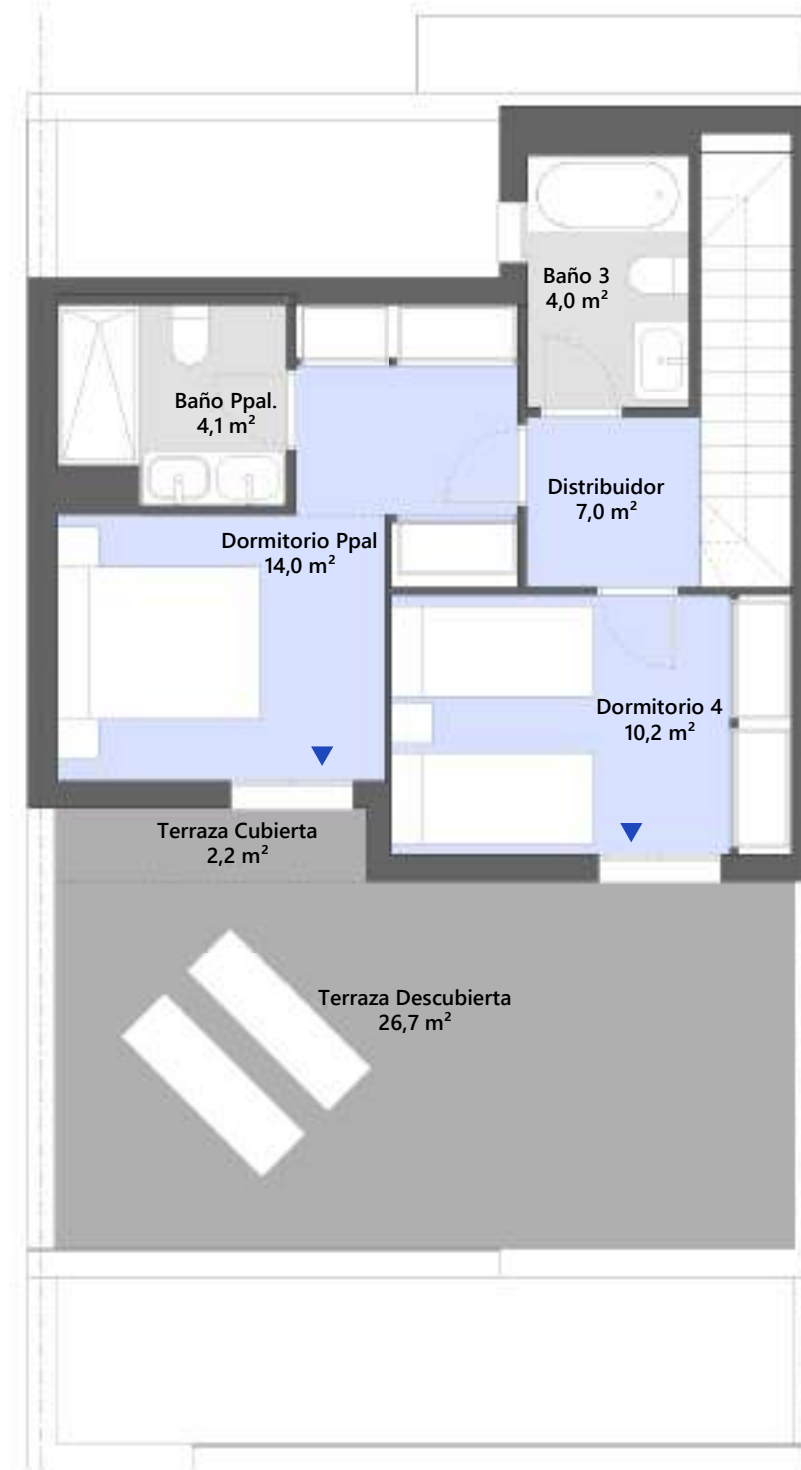 Baño 3
4,0 m²
Baño Ppal.
4,1 m²
Distribuidor
7,0 m²
Dormitorio Ppal
14,0 m²
Dormitorio 4
10,2 m²
Terraza Cubierta
2,2 m²
Terraza Descubierta
26,7 m²